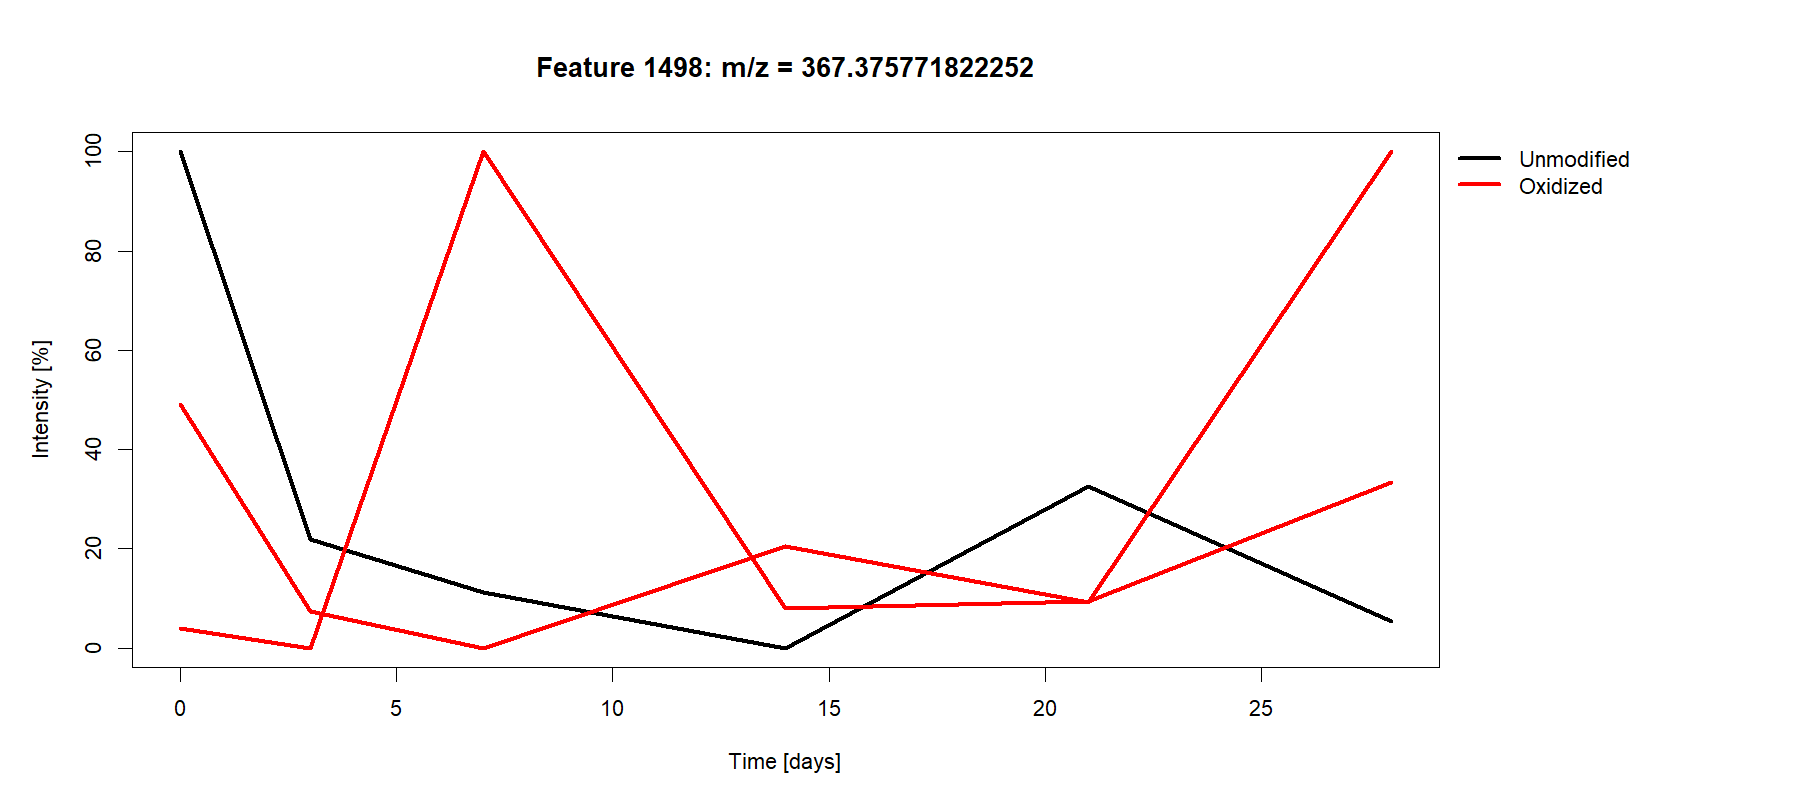 Feature 1498: m/z = 367.375771822252
Unmodified
Oxidized
Intensity [%]
100
80
60
40
20
0
0 5 10 15 20 25
Time [days]